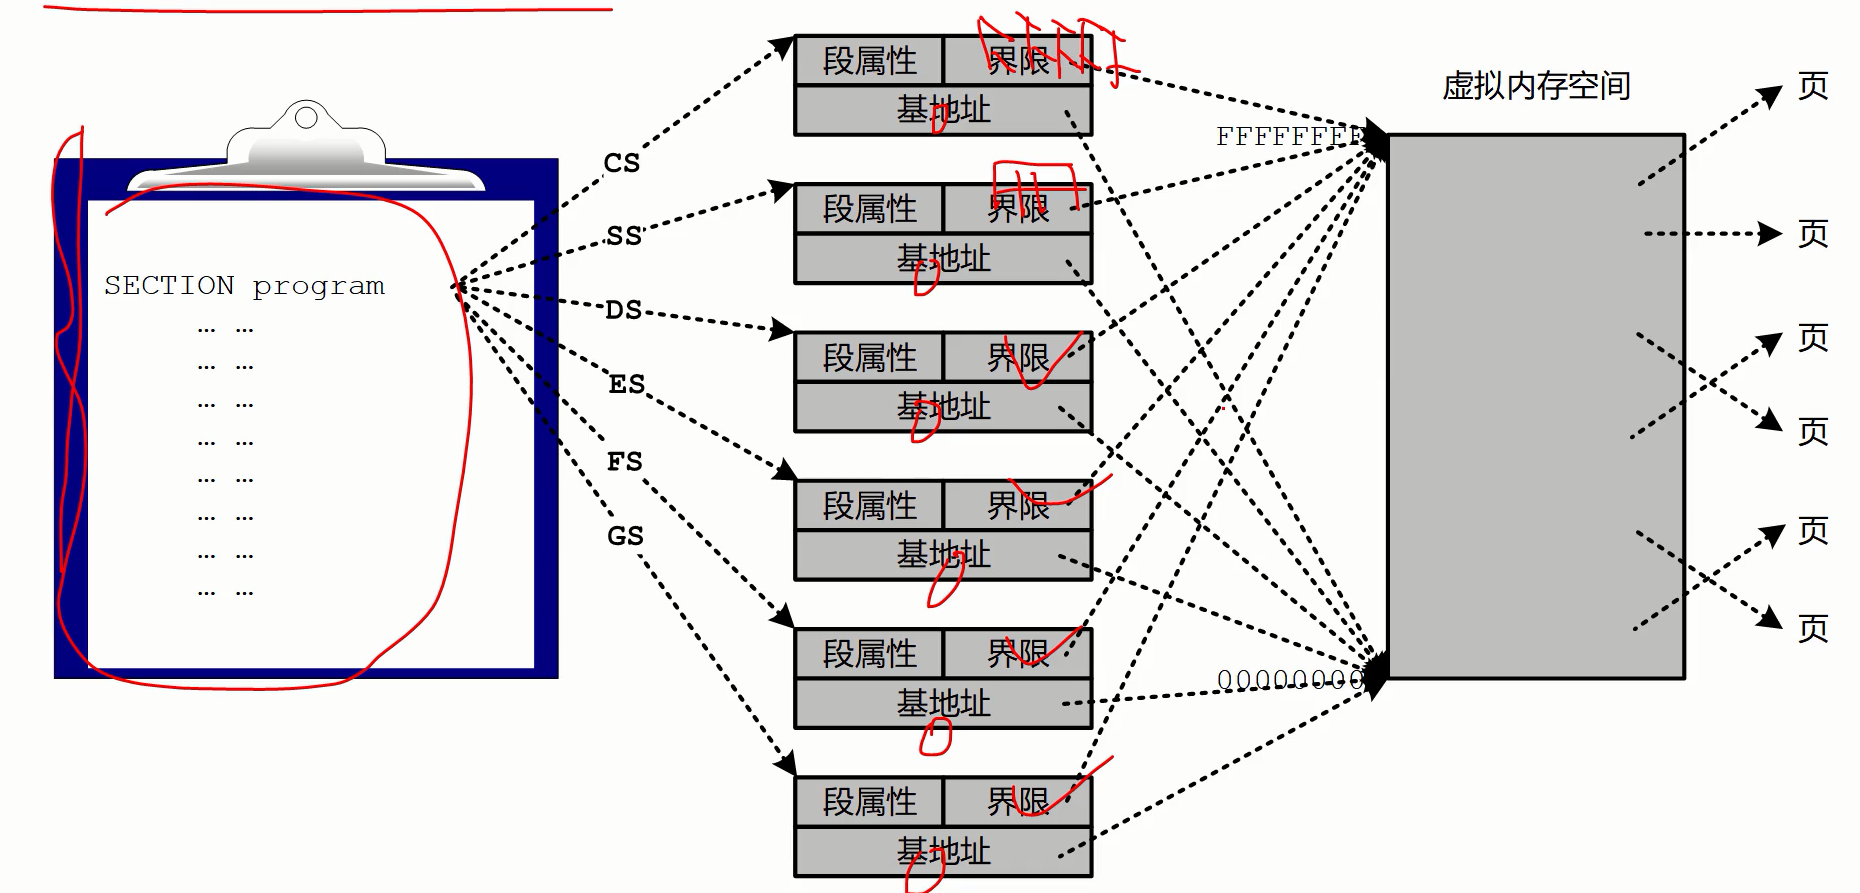 SECTION program
... ...
... ...
... ...
... ...
... ...
... ...
... ...
... ...
CS
SS
DS
ES
FS
GS
段属性 界限
基地址
段属性 界限
基地址
段属性 界限
基地址
段属性 界限
基地址
段属性 界限
基地址
段属性 界限
基地址
虚拟内存空间
FFFFFFFF
00000000
页
页
页
页
页
页